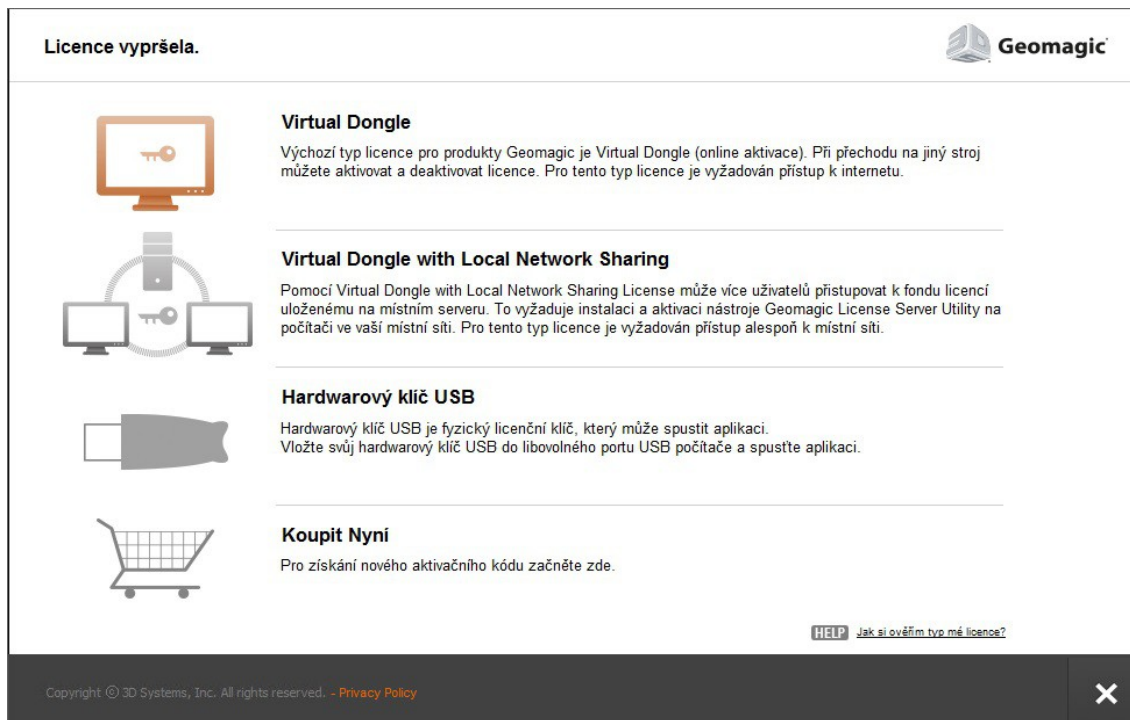 Licence vypršela.
3D
Geomagic
Virtual Dongle
Výchozí typ licence pro produkty Geomagic je Virtual Dongle (online aktivace). Při přechodu na jiný stroj
můžete aktivovat a deaktivovat licence. Pro tento typ licence je vyžadován přístup k internetu.
Virtual Dongle with Local Network Sharing
Pomocí Virtual Dongle with Local Network Sharing License může více uživatelů přistupovat k fondu licencí
uloženému na místním serveru. To vyžaduje instalaci a aktivaci nástroje Geomagic License Server Utility na
počítači ve vaší místní síti. Pro tento typ licence je vyžadován přístup alespoň k místní síti.
Hardwarový klíč USB
Hardwarový klíč USB je fyzický licenční klíč, který může spustit aplikaci.
Vložte svůj hardwarový klíč USB do libovolného portu USB počítače a spusťte aplikaci.
Koupit Nyní
Pro získání nového aktivačního kódu začněte zde.
HELP Jak si ověřím typ mé licence?
Copyright © 3D Systems, Inc. All rights reserved. - Privacy Policy